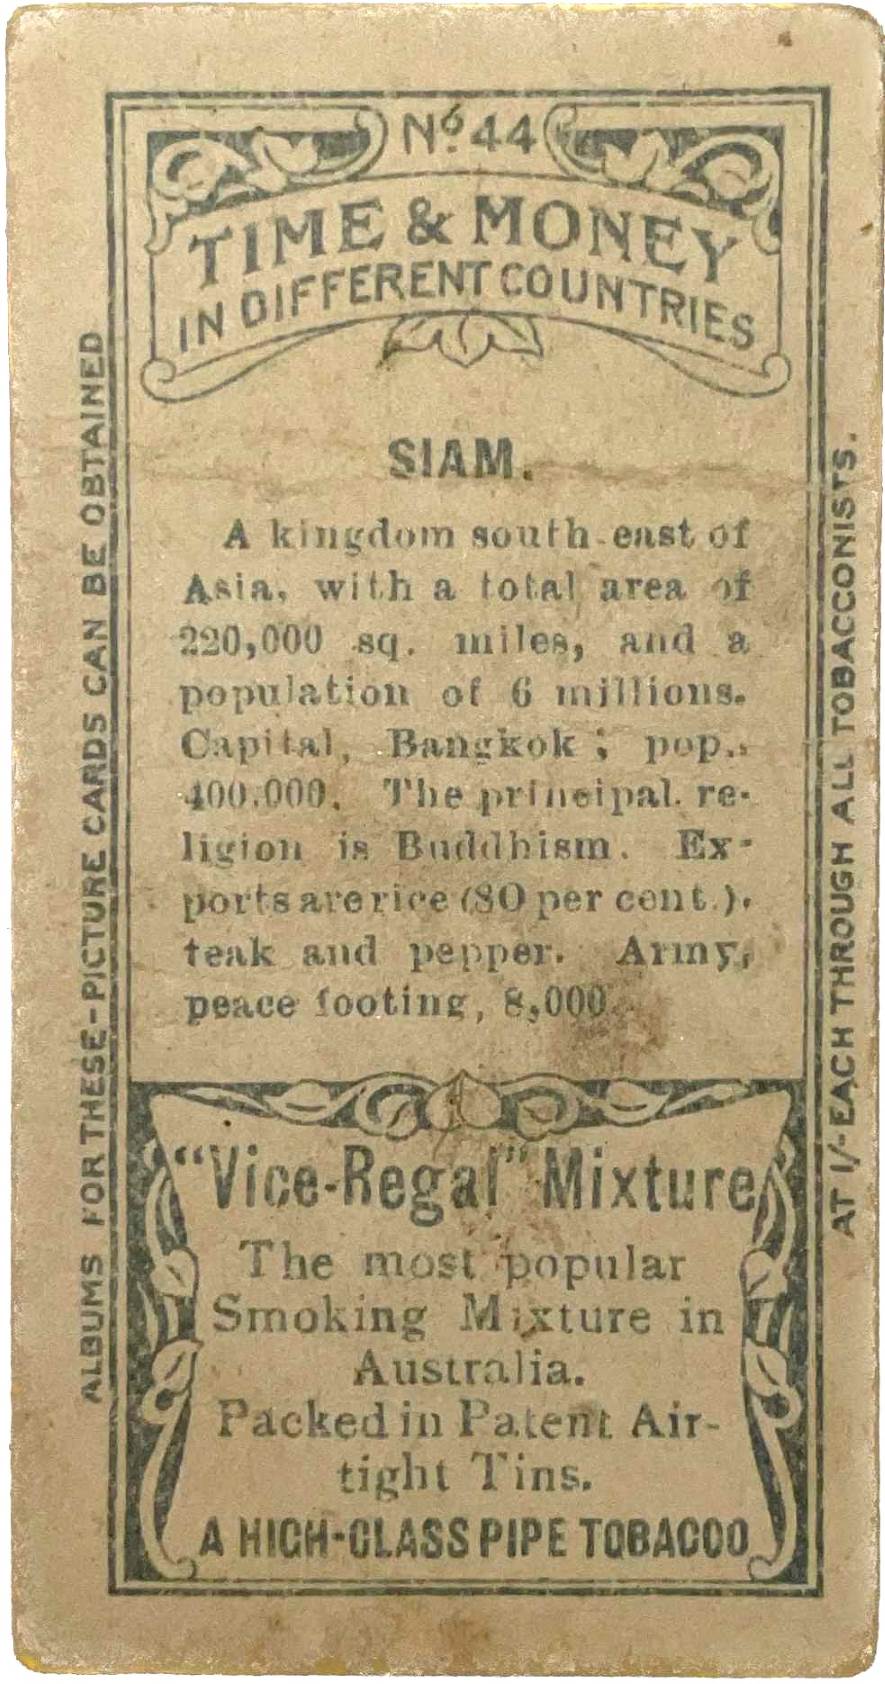 No. 44
TIME & MONEY
IN DIFFERENT COUNTRIES
SIAM.
A kingdom south-east of
Asia, with a total area of
220,000 sq. miles, and a
population of 6 millions.
Capital, Bangkok; pop.,
400,000. The principal re-
ligion is Buddhism. Ex-
ports are rice (80 per cent.),
teak and pepper. Army,
peace footing, 8,000.
"Vice-Regal" Mixture
The most popular
Smoking Mixture in
Australia.
Packed in Patent Air-
tight Tins.
A HIGH-CLASS PIPE TOBACCO
ALBUMS FOR THESE-PICTURE CARDS CAN BE OBTAINED
AT 1/- EACH THROUGH ALL TOBACCONISTS.